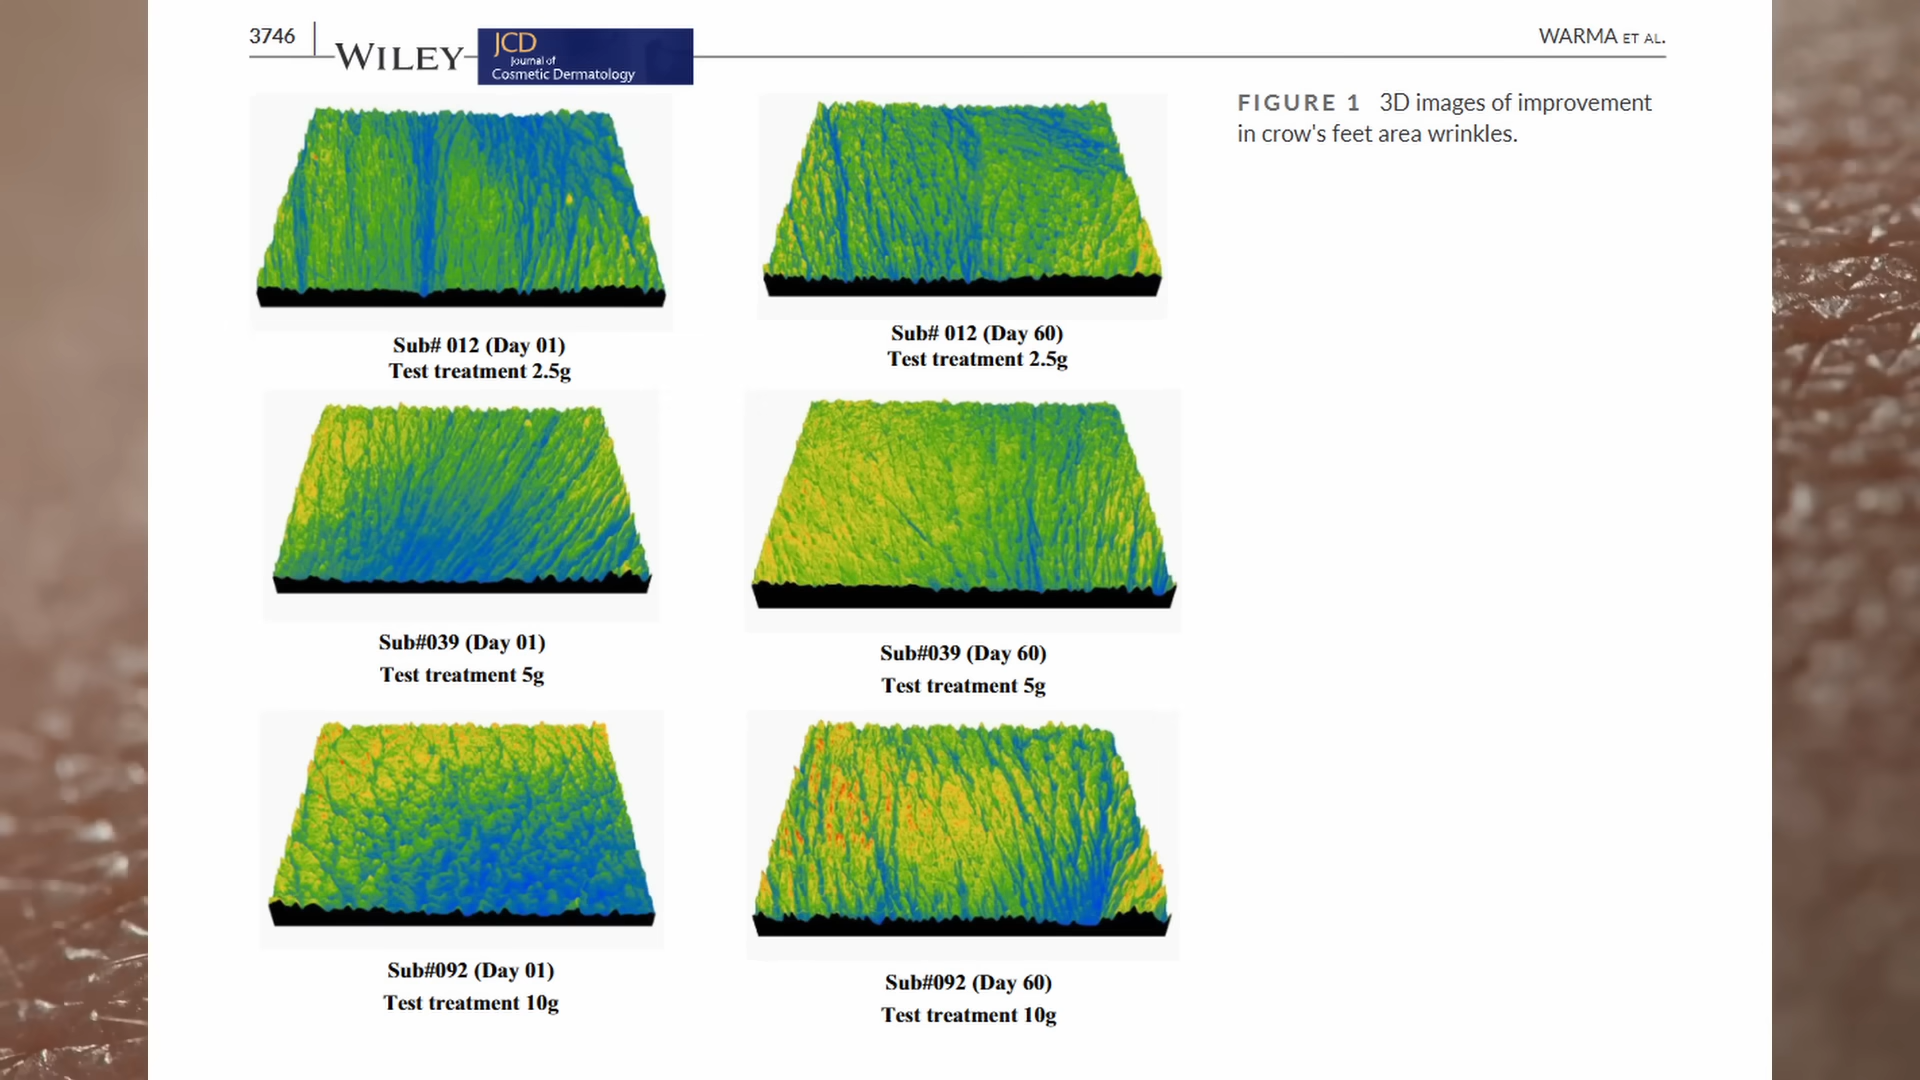 3746
WILEY
JCD
Journal of
Cosmetic Dermatology
WARMA ET AL.
FIGURE 1 3D images of improvement
in crow's feet area wrinkles.
Sub# 012 (Day 01)
Test treatment 2.5g
Sub# 012 (Day 60)
Test treatment 2.5g
Sub#039 (Day 01)
Test treatment 5g
Sub#039 (Day 60)
Test treatment 5g
Sub#092 (Day 01)
Test treatment 10g
Sub#092 (Day 60)
Test treatment 10g